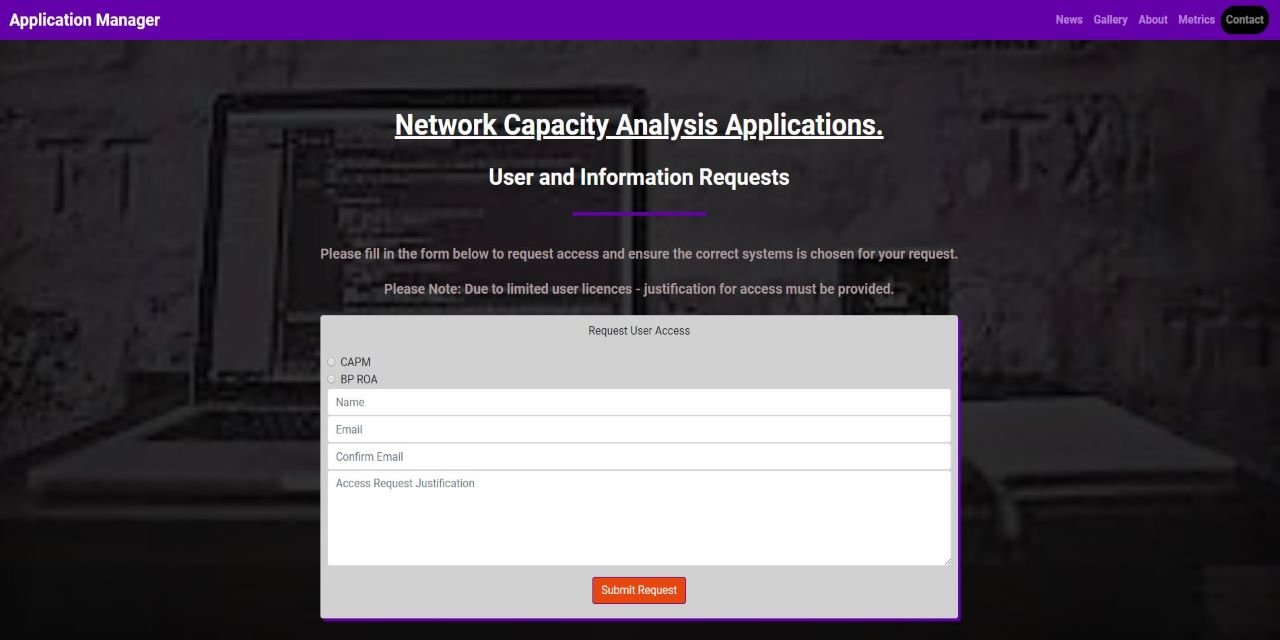 Application Manager
News Gallery About Metrics Contact
Network Capacity Analysis Applications.
User and Information Requests
Please fill in the form below to request access and ensure the correct systems is chosen for your request.
Please Note: Due to limited user licences - justification for access must be provided.
Request User Access
CAPM
BP ROA
Name
Email
Confirm Email
Access Request Justification
Submit Request